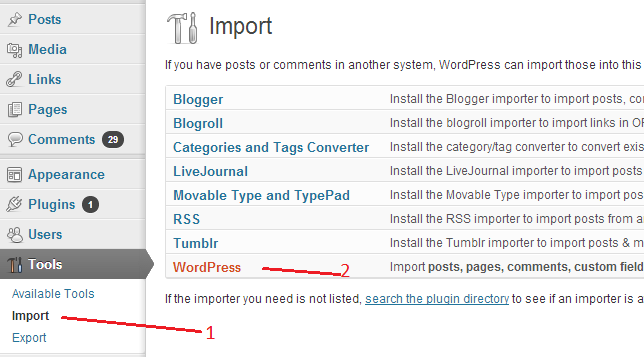 Posts
Media
Links
Pages
Comments 29
Appearance
Plugins 1
Users
Tools
Available Tools
Import
Export
Import
If you have posts or comments in another system, WordPress can import those into this
Blogger Install the Blogger importer to import posts, co
Blogroll Install the blogroll importer to import links in OP
Categories and Tags Converter Install the category/tag converter to convert exis
LiveJournal Install the LiveJournal importer to import posts
Movable Type and TypePad Install the Movable Type importer to import pos
RSS Install the RSS importer to import posts from a
Tumblr Install the Tumblr importer to import posts & m
WordPress 2 Import posts, pages, comments, custom field
If the importer you need is not listed, search the plugin directory to see if an importer is a
1